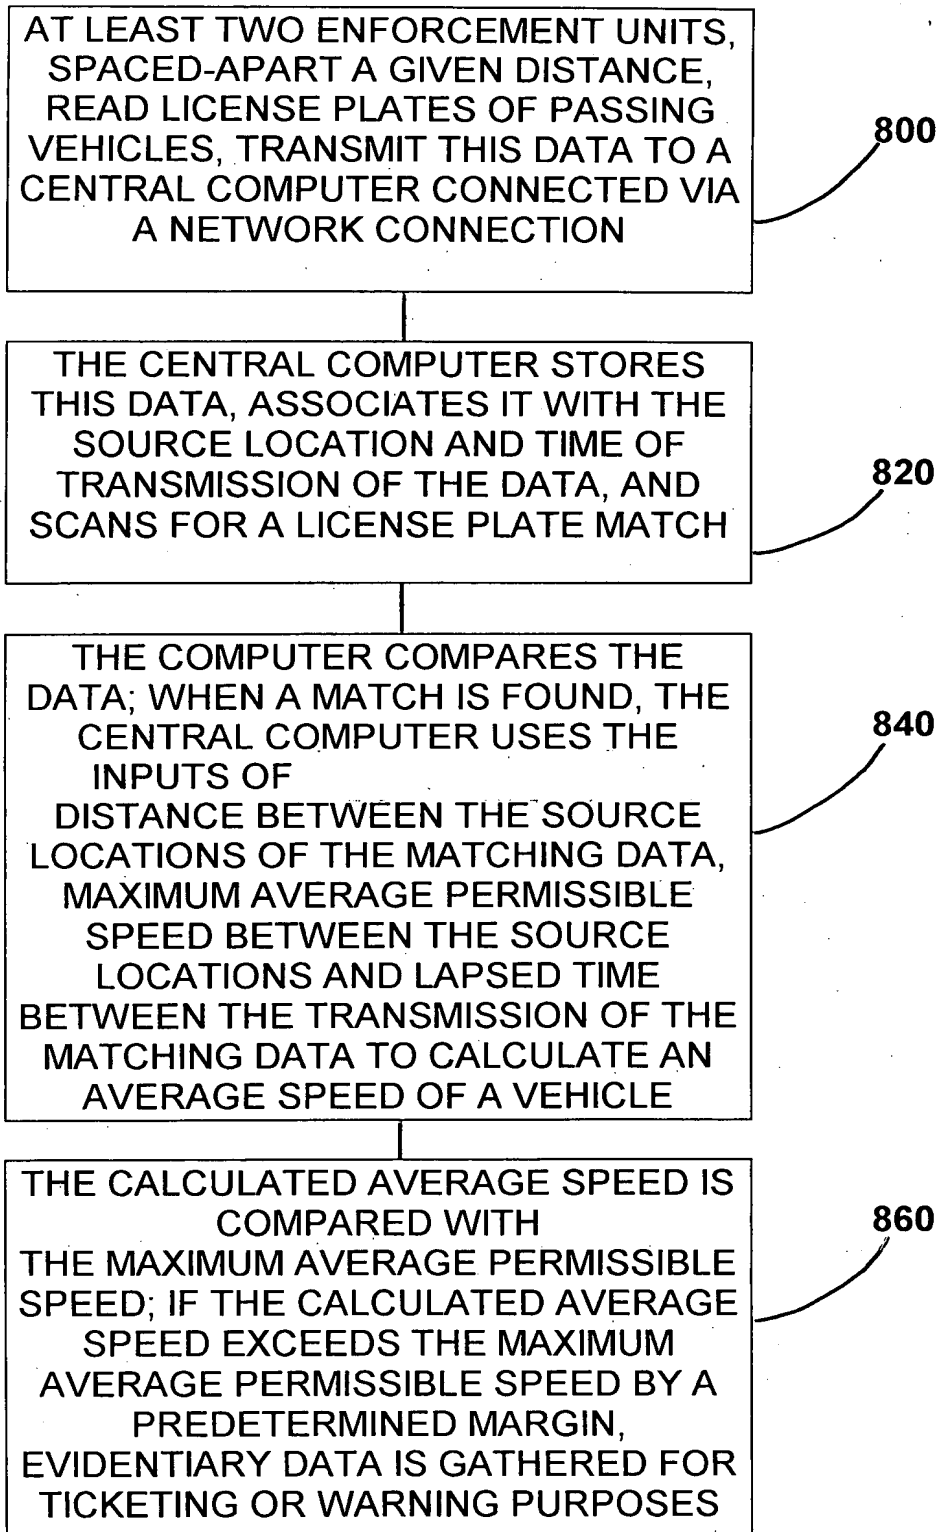 AT LEAST TWO ENFORCEMENT UNITS,
SPACED-APART A GIVEN DISTANCE,
READ LICENSE PLATES OF PASSING
VEHICLES, TRANSMIT THIS DATA TO A
CENTRAL COMPUTER CONNECTED VIA
A NETWORK CONNECTION
800
THE CENTRAL COMPUTER STORES
THIS DATA, ASSOCIATES IT WITH THE
SOURCE LOCATION AND TIME OF
TRANSMISSION OF THE DATA, AND
SCANS FOR A LICENSE PLATE MATCH
820
THE COMPUTER COMPARES THE
DATA; WHEN A MATCH IS FOUND, THE
CENTRAL COMPUTER USES THE
INPUTS OF
DISTANCE BETWEEN THE SOURCE
LOCATIONS OF THE MATCHING DATA,
MAXIMUM AVERAGE PERMISSIBLE
SPEED BETWEEN THE SOURCE
LOCATIONS AND LAPSED TIME
BETWEEN THE TRANSMISSION OF THE
MATCHING DATA TO CALCULATE AN
AVERAGE SPEED OF A VEHICLE
840
THE CALCULATED AVERAGE SPEED IS
COMPARED WITH
THE MAXIMUM AVERAGE PERMISSIBLE
SPEED; IF THE CALCULATED AVERAGE
SPEED EXCEEDS THE MAXIMUM
AVERAGE PERMISSIBLE SPEED BY A
PREDETERMINED MARGIN,
EVIDENTIARY DATA IS GATHERED FOR
TICKETING OR WARNING PURPOSES
860